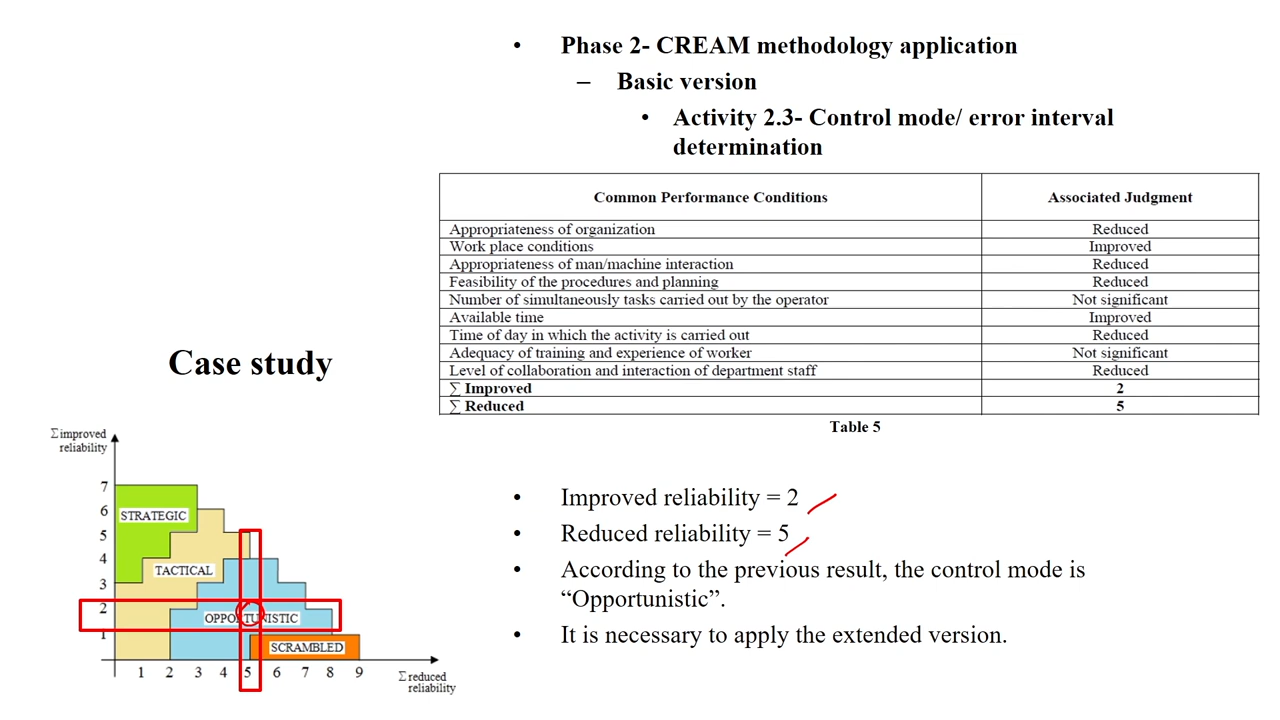 • Phase 2- CREAM methodology application
– Basic version
• Activity 2.3- Control mode/ error interval
determination
Common Performance Conditions Associated Judgment
Appropriateness of organization Reduced
Work place conditions Improved
Appropriateness of man/machine interaction Reduced
Feasibility of the procedures and planning Reduced
Number of simultaneously tasks carried out by the operator Not significant
Available time Improved
Time of day in which the activity is carried out Reduced
Adequacy of training and experience of worker Not significant
Level of collaboration and interaction of department staff Reduced
∑ Improved 2
∑ Reduced 5
Table 5
Case study
Σ improved
reliability
7
6
5
4
3
2
1
STRATEGIC
TACTICAL
OPPORTUNISTIC
SCRAMBLED
1 2 3 4 5 6 7 8 9
Σ reduced
reliability
• Improved reliability = 2
• Reduced reliability = 5
• According to the previous result, the control mode is
“Opportunistic”.
• It is necessary to apply the extended version.